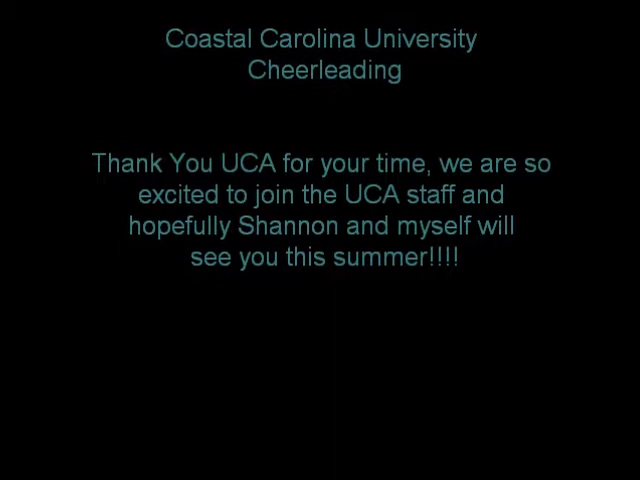 Coastal Carolina University
Cheerleading
Thank You UCA for your time, we are so
excited to join the UCA staff and
hopefully Shannon and myself will
see you this summer!!!!